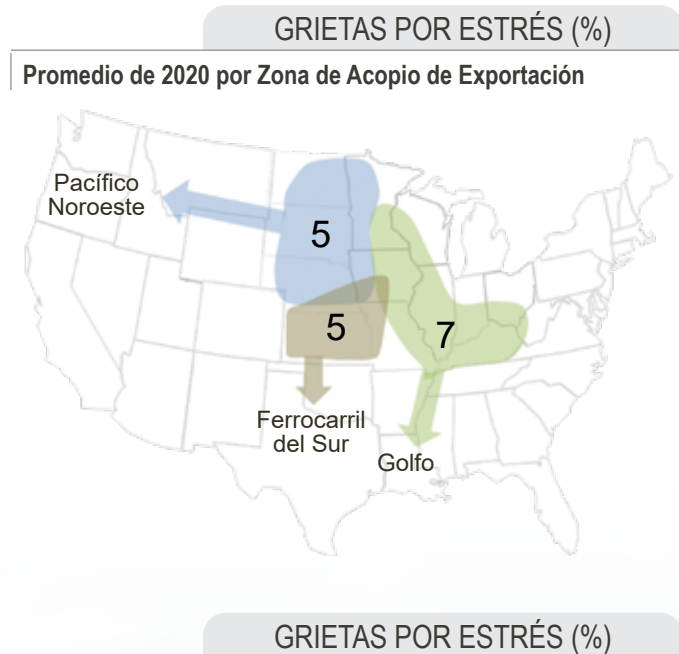 GRIETAS POR ESTRÉS (%)
Promedio de 2020 por Zona de Acopio de Exportación
Pacífico
Noroeste
5
5
7
Ferrocarril
del Sur
Golfo
GRIETAS POR ESTRÉS (%)